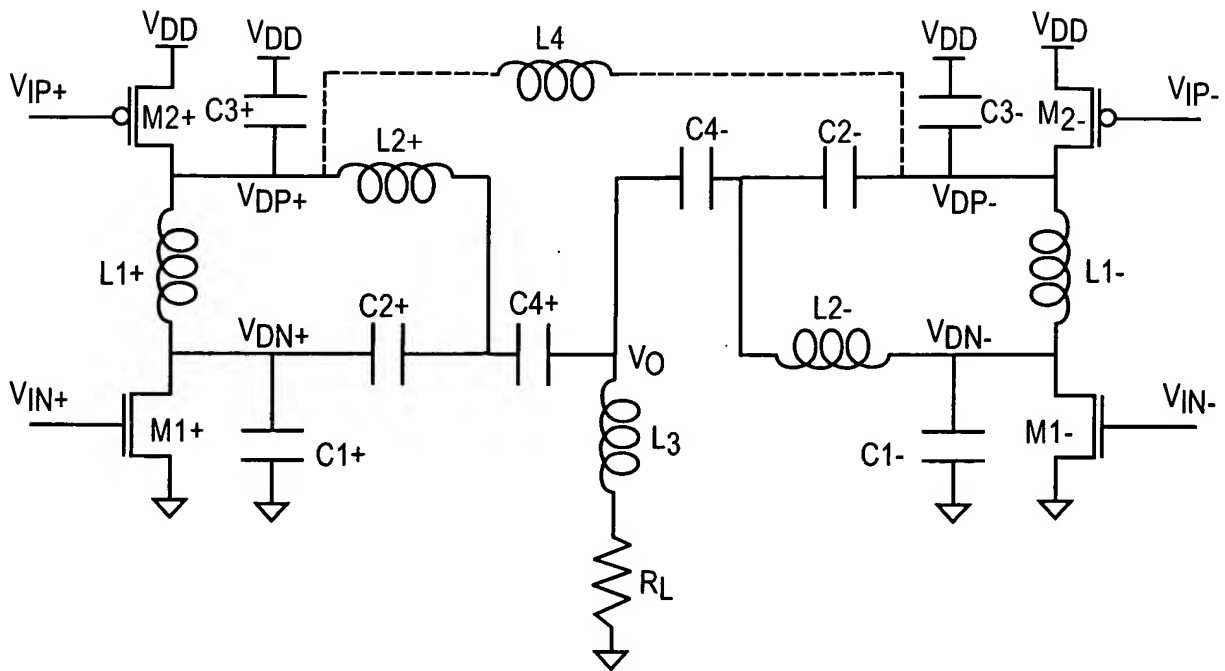 VDD
VDD
L4
VDD
VDD
VIP+
M2+
C3+
C4-
C2-
C3-
M2-
VIP-
L2+
VDP+
VDP-
L1+
L1-
C2+
C4+
L2-
VDN+
VO
VDN-
VIN+
VIN-
M1+
C1+
L3
C1-
M1-
RL